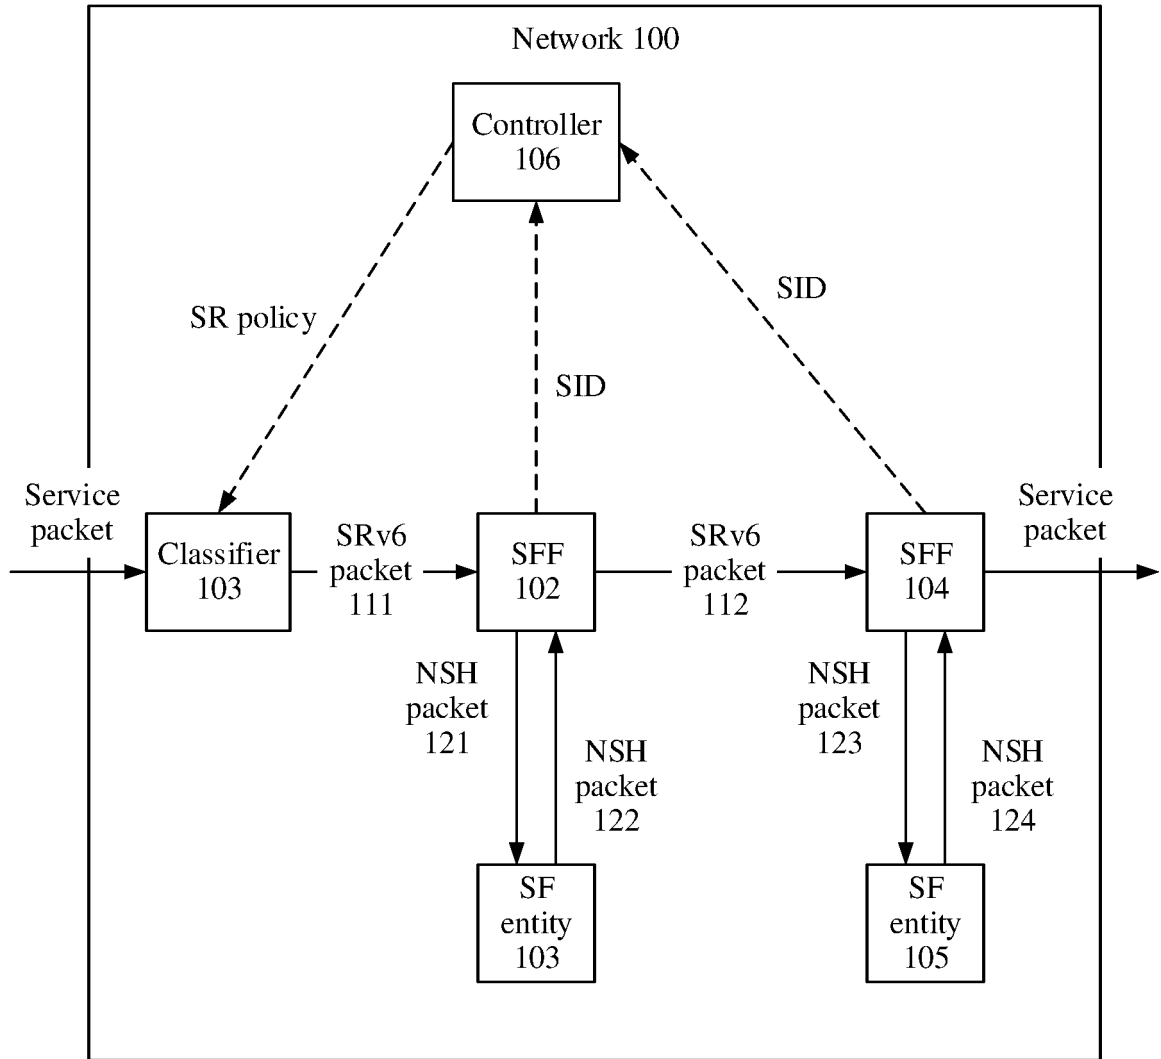 Network 100
Controller
106
SR policy
SID
SID
Service
packet
Classifier
103
SRv6
packet
111
SFF
102
SRv6
packet
112
SFF
104
Service
packet
NSH
packet
121
NSH
packet
122
NSH
packet
123
NSH
packet
124
SF
entity
103
SF
entity
105